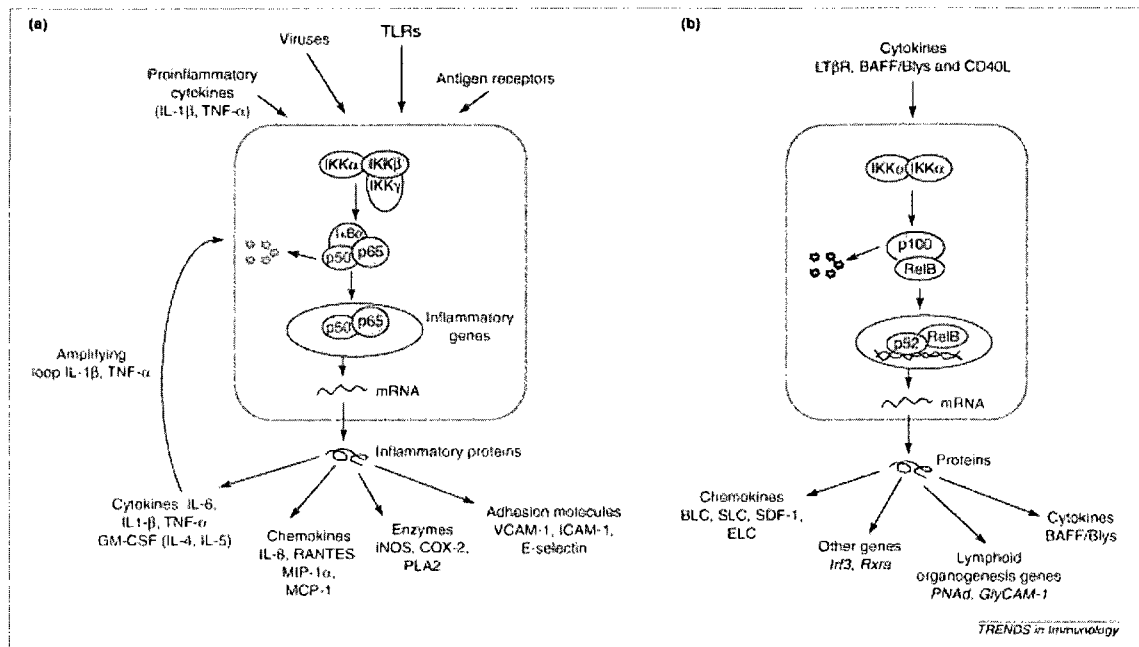 (a)
Viruses
TLRs
Proinflammatory
cytokines
(IL-1β, TNF-α)
Antigen receptors
IKKα IKKβ
IKKγ
IκBα
p50 p65
p50 p65
Inflammatory
genes
Amplifying
loop IL-1β, TNF-α
mRNA
Inflammatory proteins
Cytokines IL-6,
IL1-β, TNF-α
GM-CSF (IL-4, IL-5)
Chemokines
IL-8, RANTES
MIP-1α,
MCP-1
Enzymes
iNOS, COX-2,
PLA2
Adhesion molecules
VCAM-1, ICAM-1,
E-selectin
(b)
Cytokines
LTβR, BAFF/Blys and CD40L
IKKα IKKα
p100
RelB
p52 RelB
mRNA
Proteins
Chemokines
BLC, SLC, SDF-1,
ELC
Other genes
Irf3, Rxra
Lymphoid
organogenesis genes
PNAd, GlyCAM-1
Cytokines
BAFF/Blys
TRENDS in Immunology